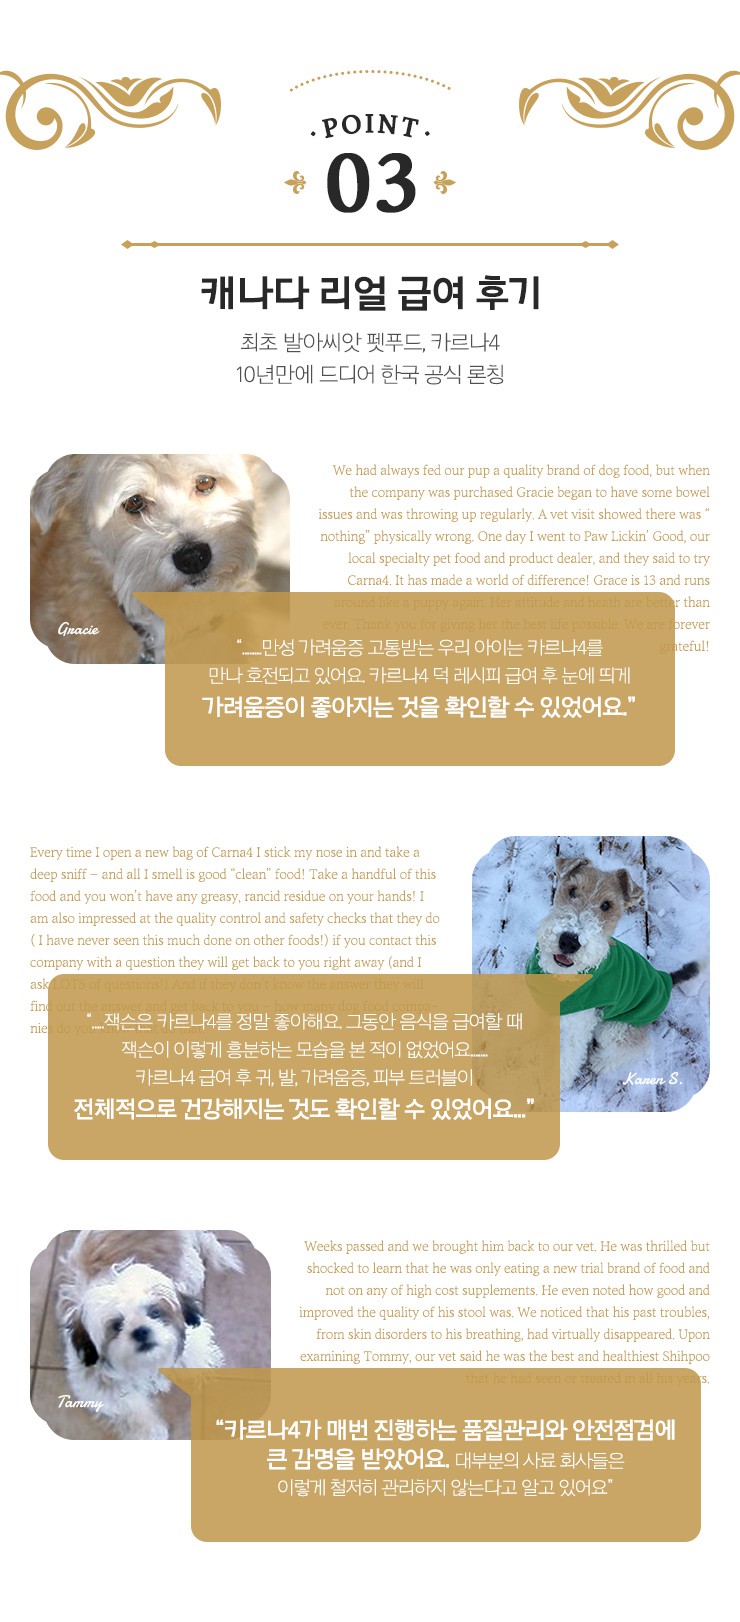 ·POINT·
03
캐나다 리얼 급여 후기
최초 발아씨앗 펫푸드, 카르나4
10년만에 드디어 한국 공식 론칭
We had always fed our pup a quality brand of dog food, but when
the company was purchased Gracie began to have some bowel
issues and was throwing up regularly. A vet visit showed there was “
nothing” physically wrong. One day I went to Paw Lickin’ Good, our
local specialty pet food and product dealer, and they said to try
Carna4. It has made a world of difference! Grace is 13 and runs
around like a puppy again. Her attitude and heath are better than
ever. Thank you for giving her the best life possible. We are forever
grateful!
Gracie
“........만성 가려움증 고통받는 우리 아이는 카르나4를
만나 호전되고 있어요. 카르나4 덕 레시피 급여 후 눈에 띄게
가려움증이 좋아지는 것을 확인할 수 있었어요.”
Every time I open a new bag of Carna4 I stick my nose in and take a
deep sniff – and all I smell is good “clean” food! Take a handful of this
food and you won’t have any greasy, rancid residue on your hands! I
am also impressed at the quality control and safety checks that they do
( I have never seen this much done on other foods!) if you contact this
company with a question they will get back to you right away (and I
ask LOTS of questions!) And if they don’t know the answer they will
find out the answer and get back to you – how many dog food compa-
nies do you
“....잭슨은 카르나4를 정말 좋아해요. 그동안 음식을 급여할 때
잭슨이 이렇게 흥분하는 모습을 본 적이 없었어요.......
카르나4 급여 후 귀, 발, 가려움증, 피부 트러블이
전체적으로 건강해지는 것도 확인할 수 있었어요...”
Karen S.
Weeks passed and we brought him back to our vet. He was thrilled but
shocked to learn that he was only eating a new trial brand of food and
not on any of high cost supplements. He even noted how good and
improved the quality of his stool was. We noticed that his past troubles,
from skin disorders to his breathing, had virtually disappeared. Upon
examining Tommy, our vet said he was the best and healthiest Shihpoo
that he had seen or treated in all his years.
Tammy
“카르나4가 매번 진행하는 품질관리와 안전점검에
큰 감명을 받았어요. 대부분의 사료 회사들은
이렇게 철저히 관리하지 않는다고 알고 있어요”